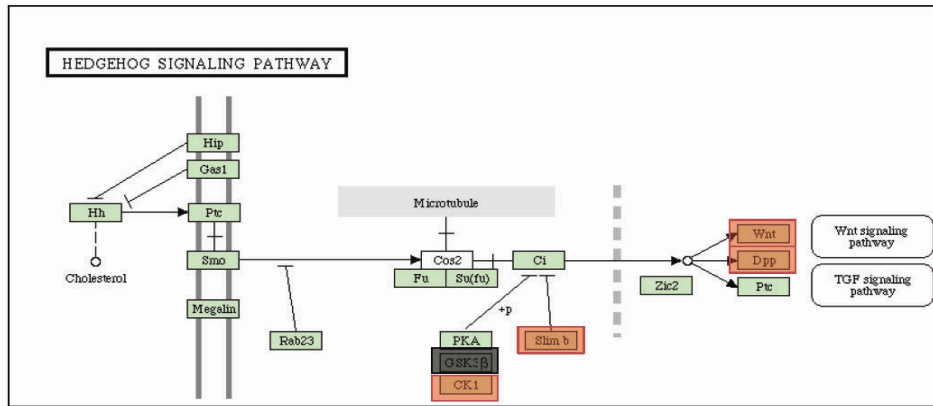 HEDGEHOG SIGNALING PATHWAY
Hip
Gas1
Hh
Ptc
Microtubule
Wnt
Wnt signaling
pathway
Smo
Cos2
Ci
Dpp
Cholesterol
Fu
Su(fu)
Zic2
Ptc
TGF signaling
pathway
Megalin
+p
Rab23
PKA
Slim b
GSK3β
CK1